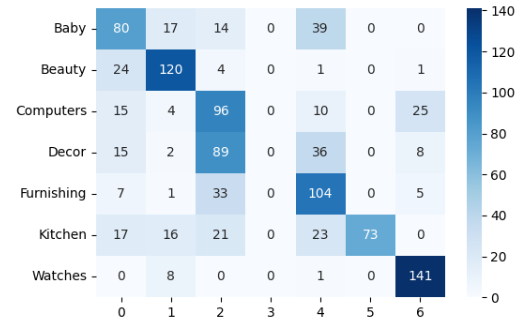 Baby 80 17 14 0 39 0 0
Beauty 24 120 4 0 1 0 1
Computers 15 4 96 0 10 0 25
Decor 15 2 89 0 36 0 8
Furnishing 7 1 33 0 104 0 5
Kitchen 17 16 21 0 23 73 0
Watches 0 8 0 0 1 0 141
0 1 2 3 4 5 6
140
120
100
80
60
40
20
0